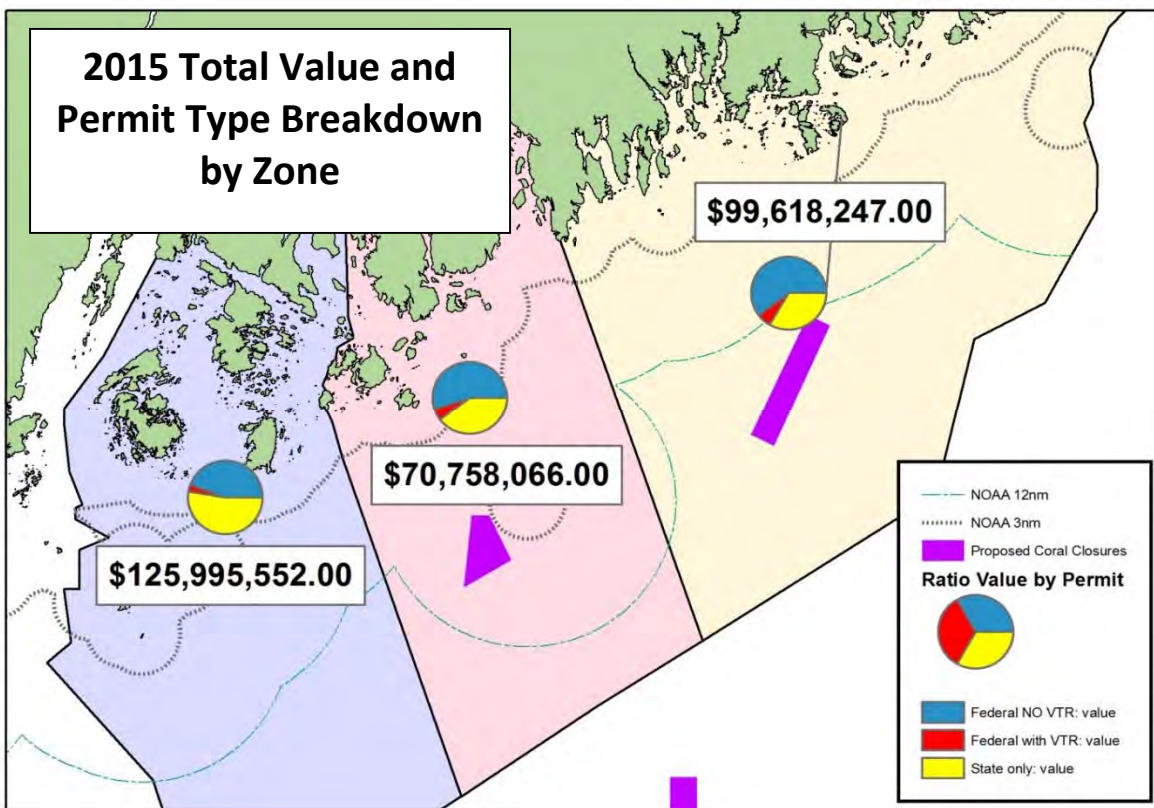 2015 Total Value and
Permit Type Breakdown
by Zone
$99,618,247.00
$70,758,066.00
$125,995,552.00
NOAA 12nm
NOAA 3nm
Proposed Coral Closures
Ratio Value by Permit
Federal NO VTR: value
Federal with VTR: value
State only: value